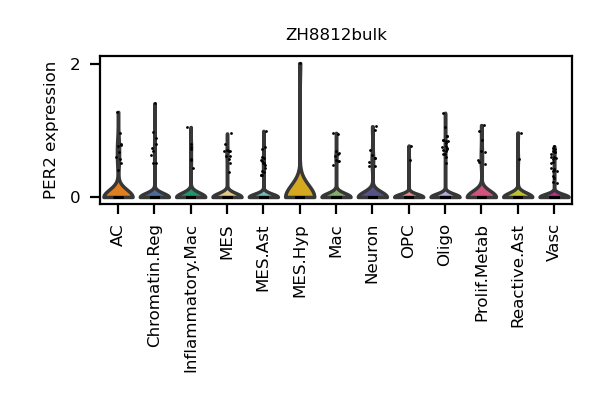 ZH8812bulk
PER2 expression
2
0
AC
Chromatin.Reg
Inflammatory.Mac
MES
MES.Ast
MES.Hyp
Mac
Neuron
OPC
Oligo
Prolif.Metab
Reactive.Ast
Vasc